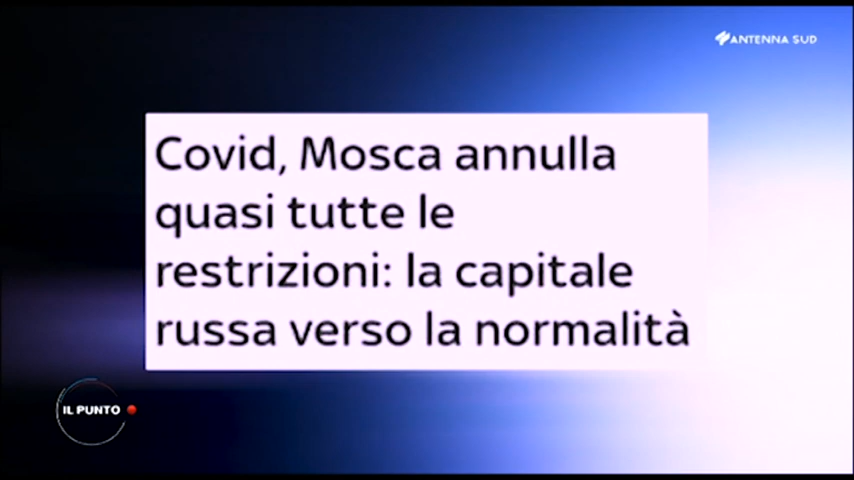 ANTENNA SUD
Covid, Mosca annulla
quasi tutte le
restrizioni: la capitale
russa verso la normalità
IL PUNTO